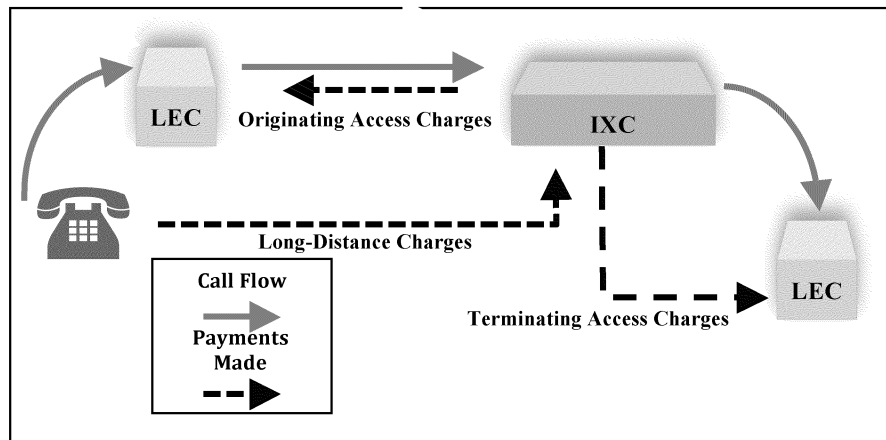 LEC
IXC
Originating Access Charges
Long-Distance Charges
LEC
Terminating Access Charges
Call Flow
Payments
Made